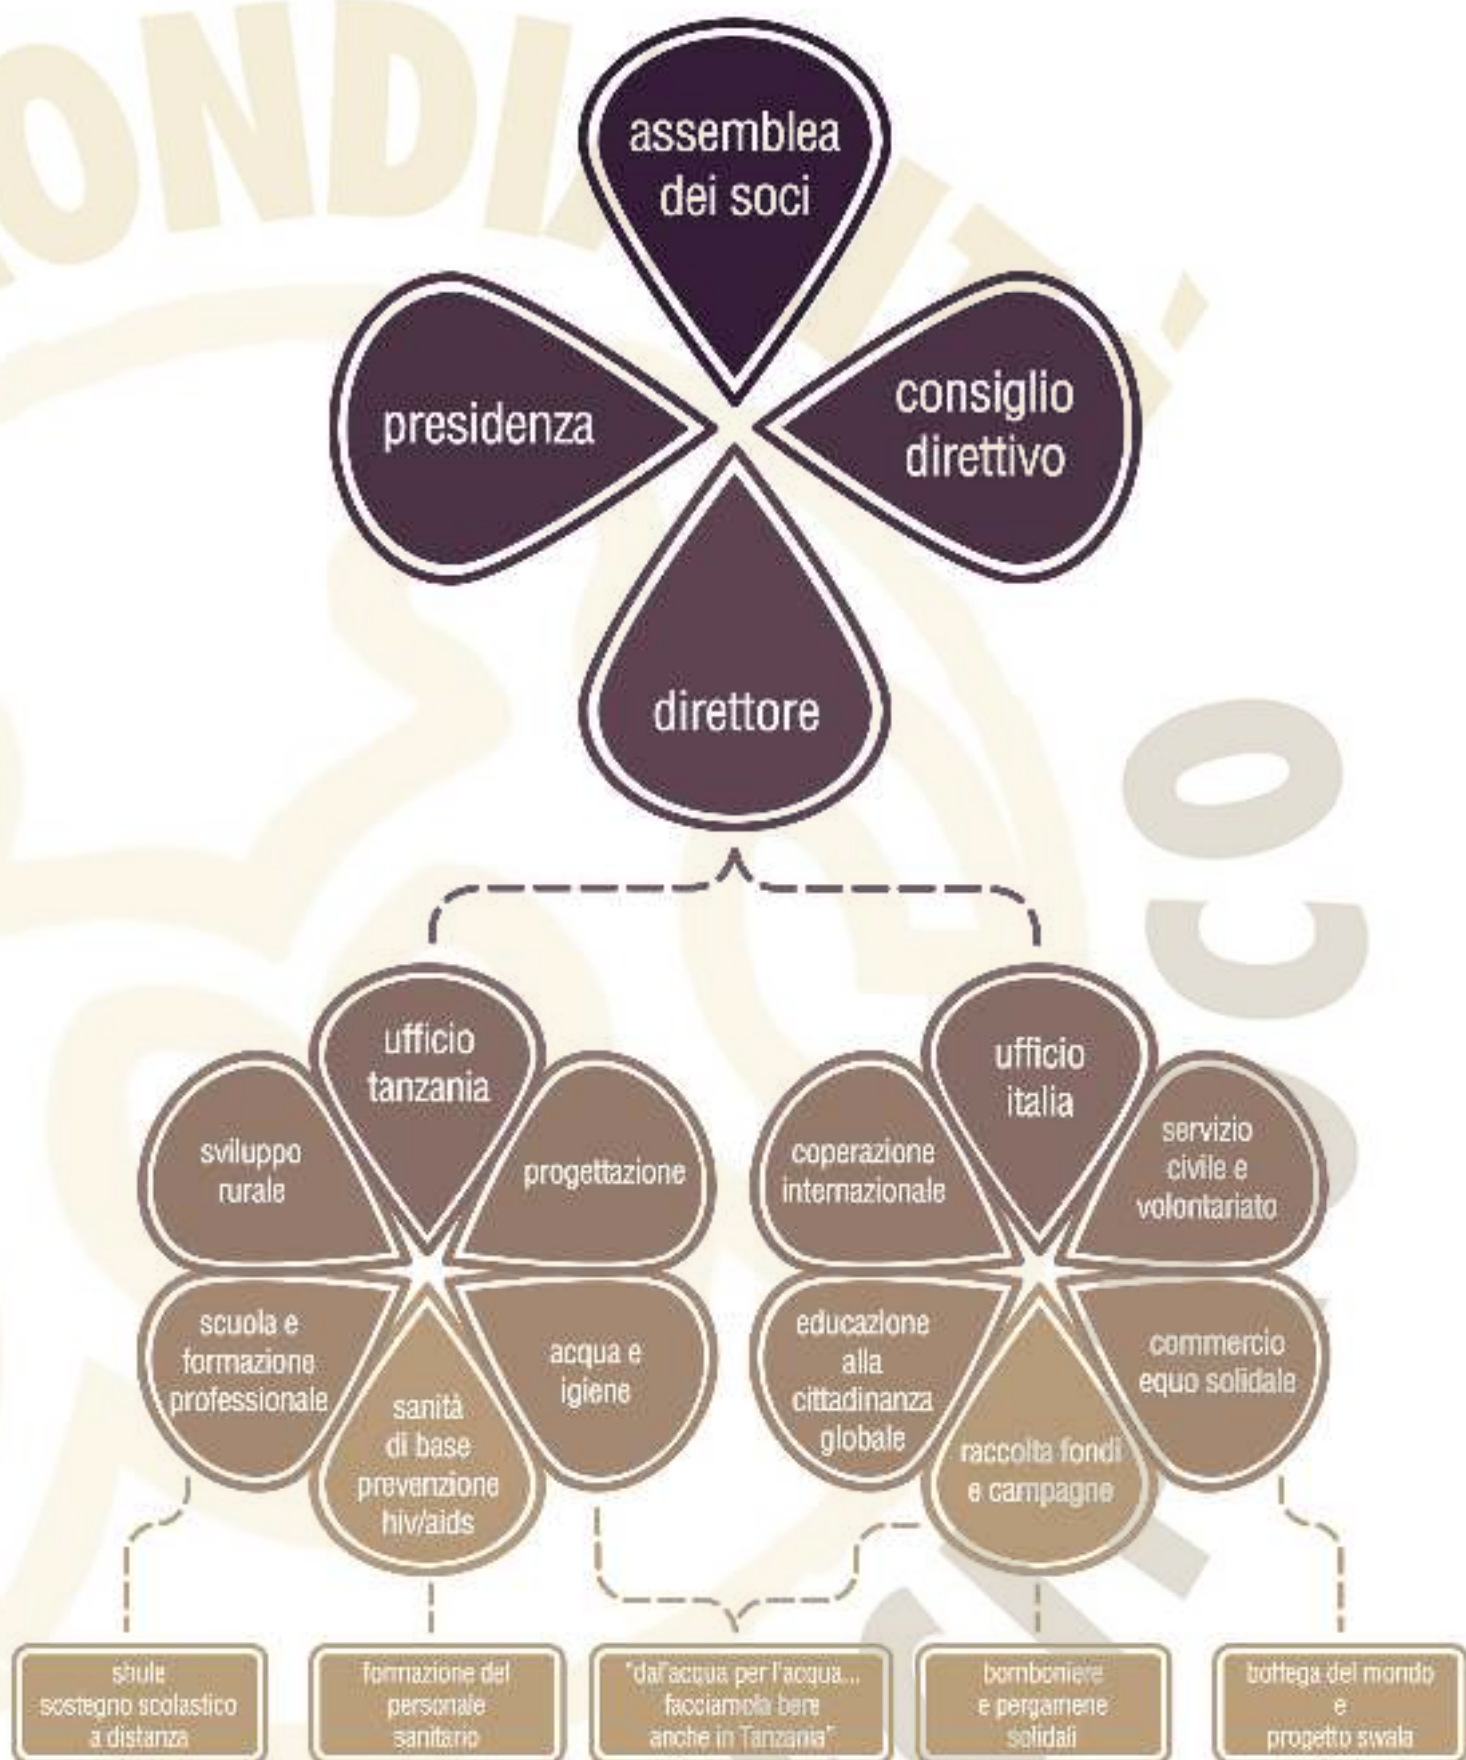 assemblea
dei soci
presidenza
consiglio
direttivo
direttore
ufficio
tanzania
sviluppo
rurale
progettazione
scuola e
formazione
professionale
acqua e
igiene
sanità
di base
prevenzione
hiv/aids
ufficio
italia
coperazione
internazionale
servizio
civile e
volontariato
educazione
alla
cittadinanza
globale
commercio
equo solidale
raccolta fondi
e campagne
shule
sostegno scolastico
a distanza
formazione del
personale
sanitario
"dal'acqua per l'acqua...
facciamola bere
anche in Tanzania"
bomboniere
e pergamene
solidali
bottega del mondo
e
progetto swala